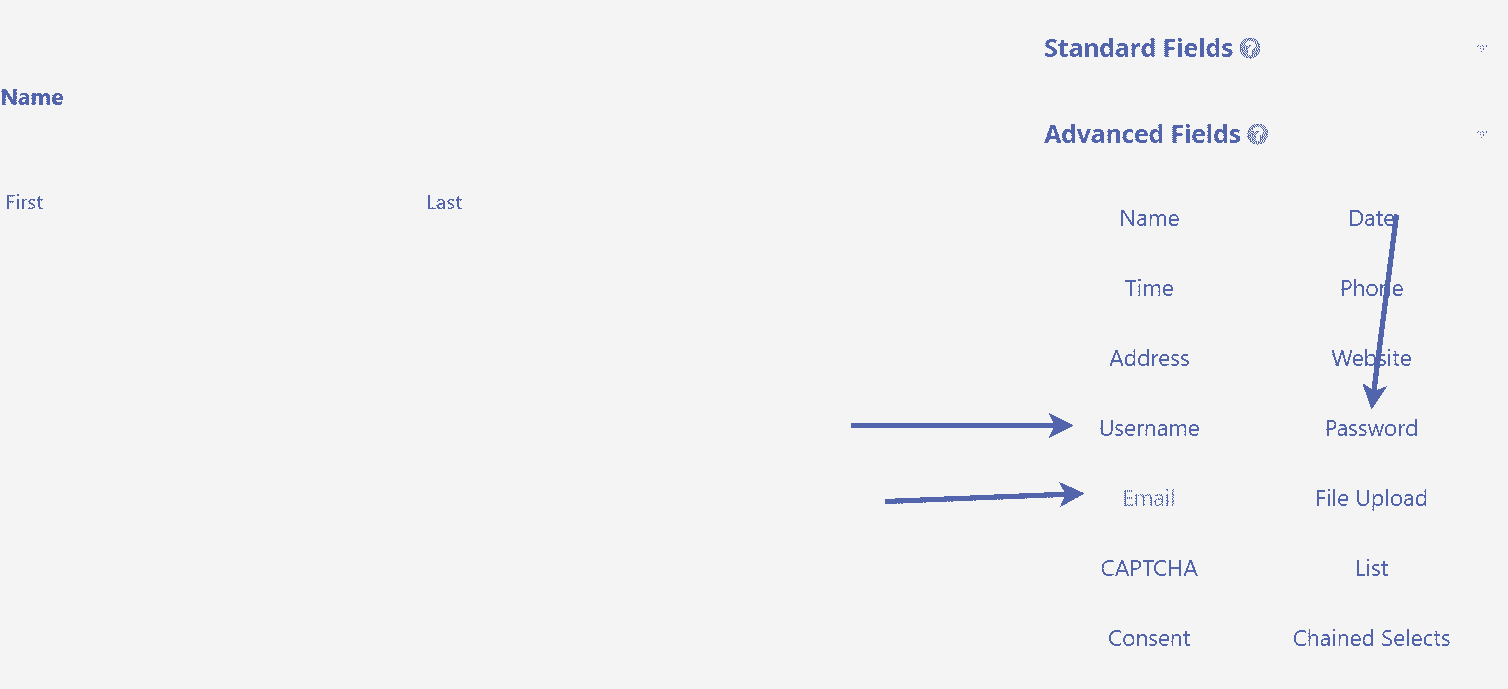 Name
First Last
Standard Fields ?
Advanced Fields ?
Name Date
Time Phone
Address Website
Username Password
Email File Upload
CAPTCHA List
Consent Chained Selects